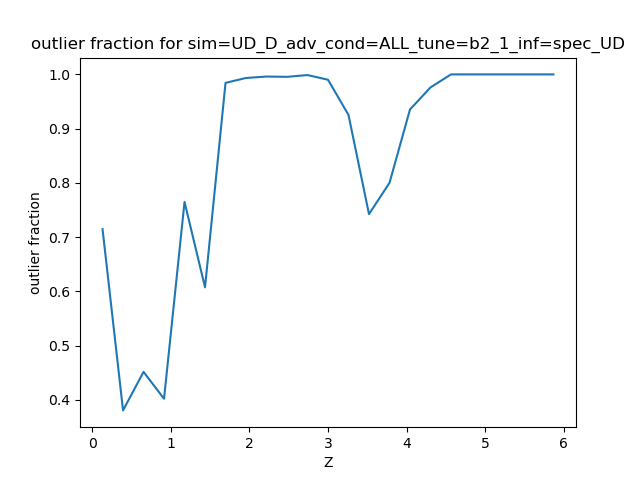 outlier fraction for sim=UD_D_adv_cond=ALL_tune=b2_1_inf=spec_UD
1.0
0.9
0.8
0.7
0.6
0.5
0.4
outlier fraction
0 1 2 3 4 5 6
Z